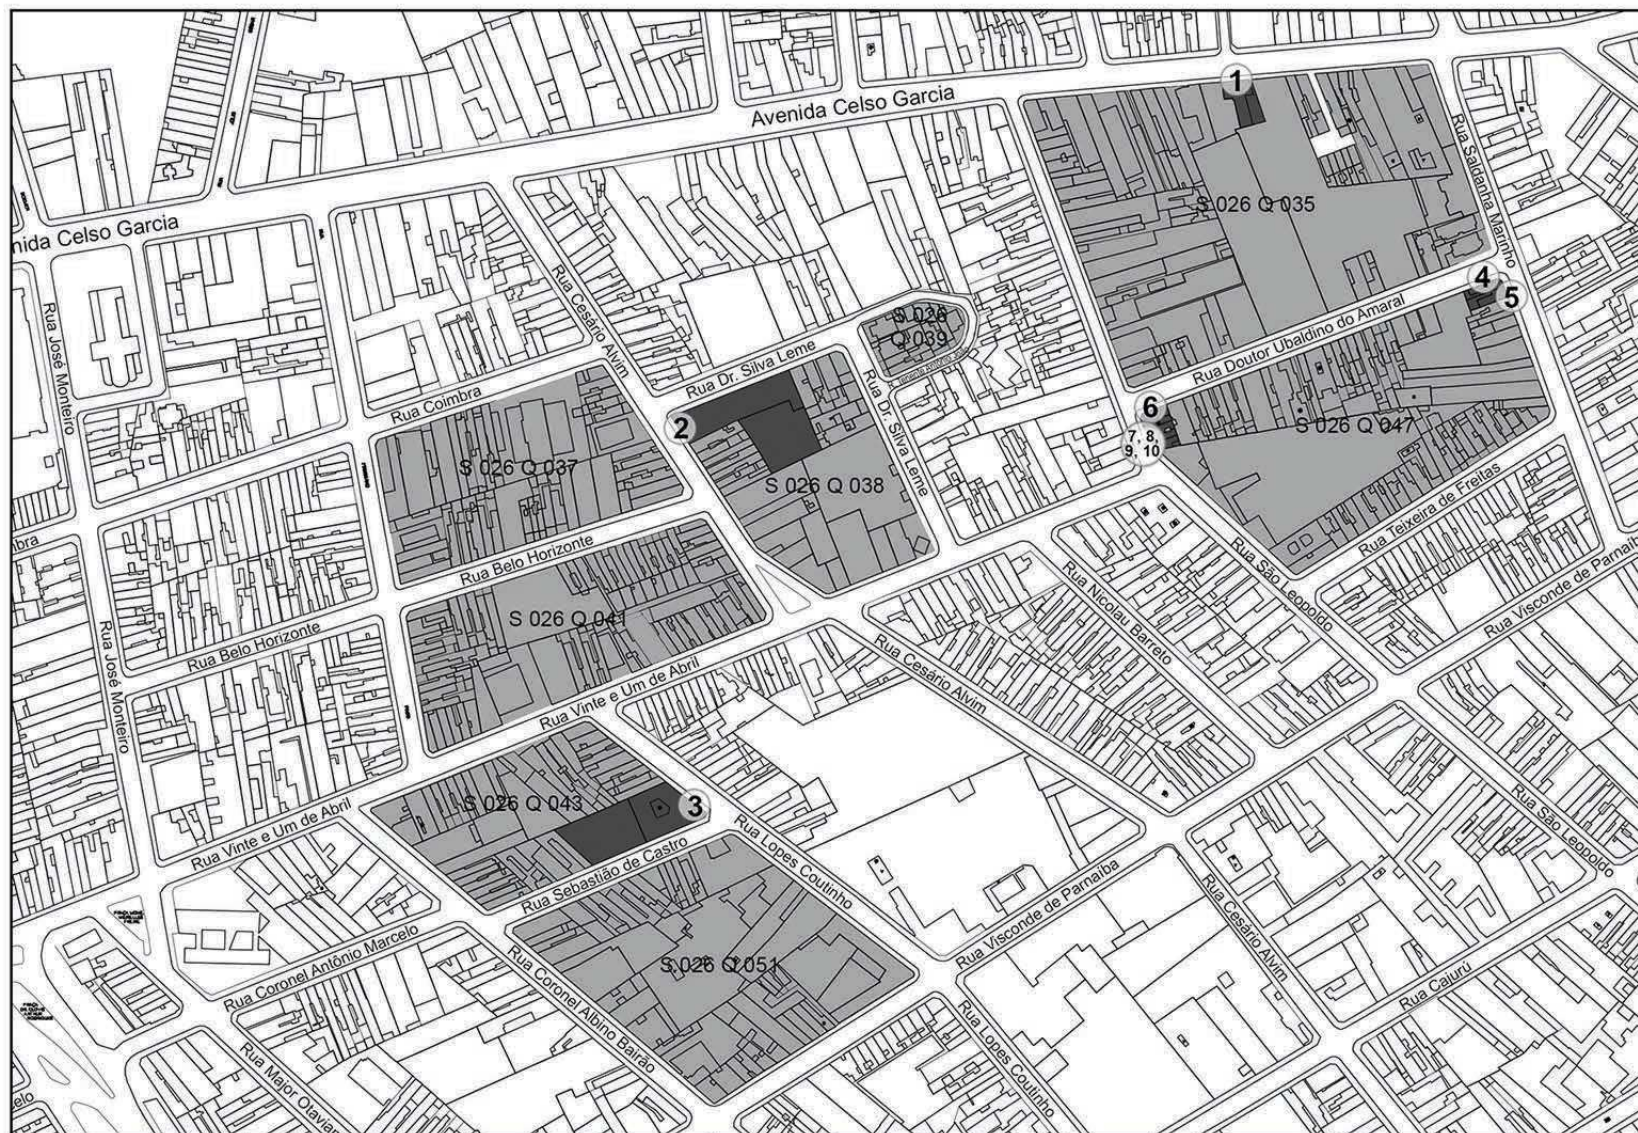 1
Avenida Celso Garcia
nida Celso Garcia
Rua Saldanha Marinho
S 026 Q 035
Rua Cesário Alvim
4
5
Rua José Monteiro
S 026
Q 039
Rua Doutor Ubaldino do Amaral
Rua Dr. Silva Leme
Rua Coimbra
2
6
7, 8,
9, 10
S 026 Q 047
Rua Dr. Silva Leme
S 026 Q 037
S 026 Q 038
Rua Teixeira de Freitas
bra
Rua Belo Horizonte
Rua São Leopoldo
Rua Nicolau Barreto
Rua Visconde de Parnaíba
S 026 Q 041
Rua Belo Horizonte
Rua José Monteiro
Rua Cesário Alvim
Rua Vinte e Um de Abril
S 026 Q 043
3
Rua Vinte e Um de Abril
Rua São Leopoldo
Rua Lopes Coutinho
Rua Sebastião de Castro
Rua Visconde de Parnaíba
Rua Cesário Alvim
Rua Coronel Antônio Marcelo
S 026 Q 051
Rua Cajurú
Rua Coronel Albino Bairão
Rua Lopes Coutinho
Rua Major Otavia
elo